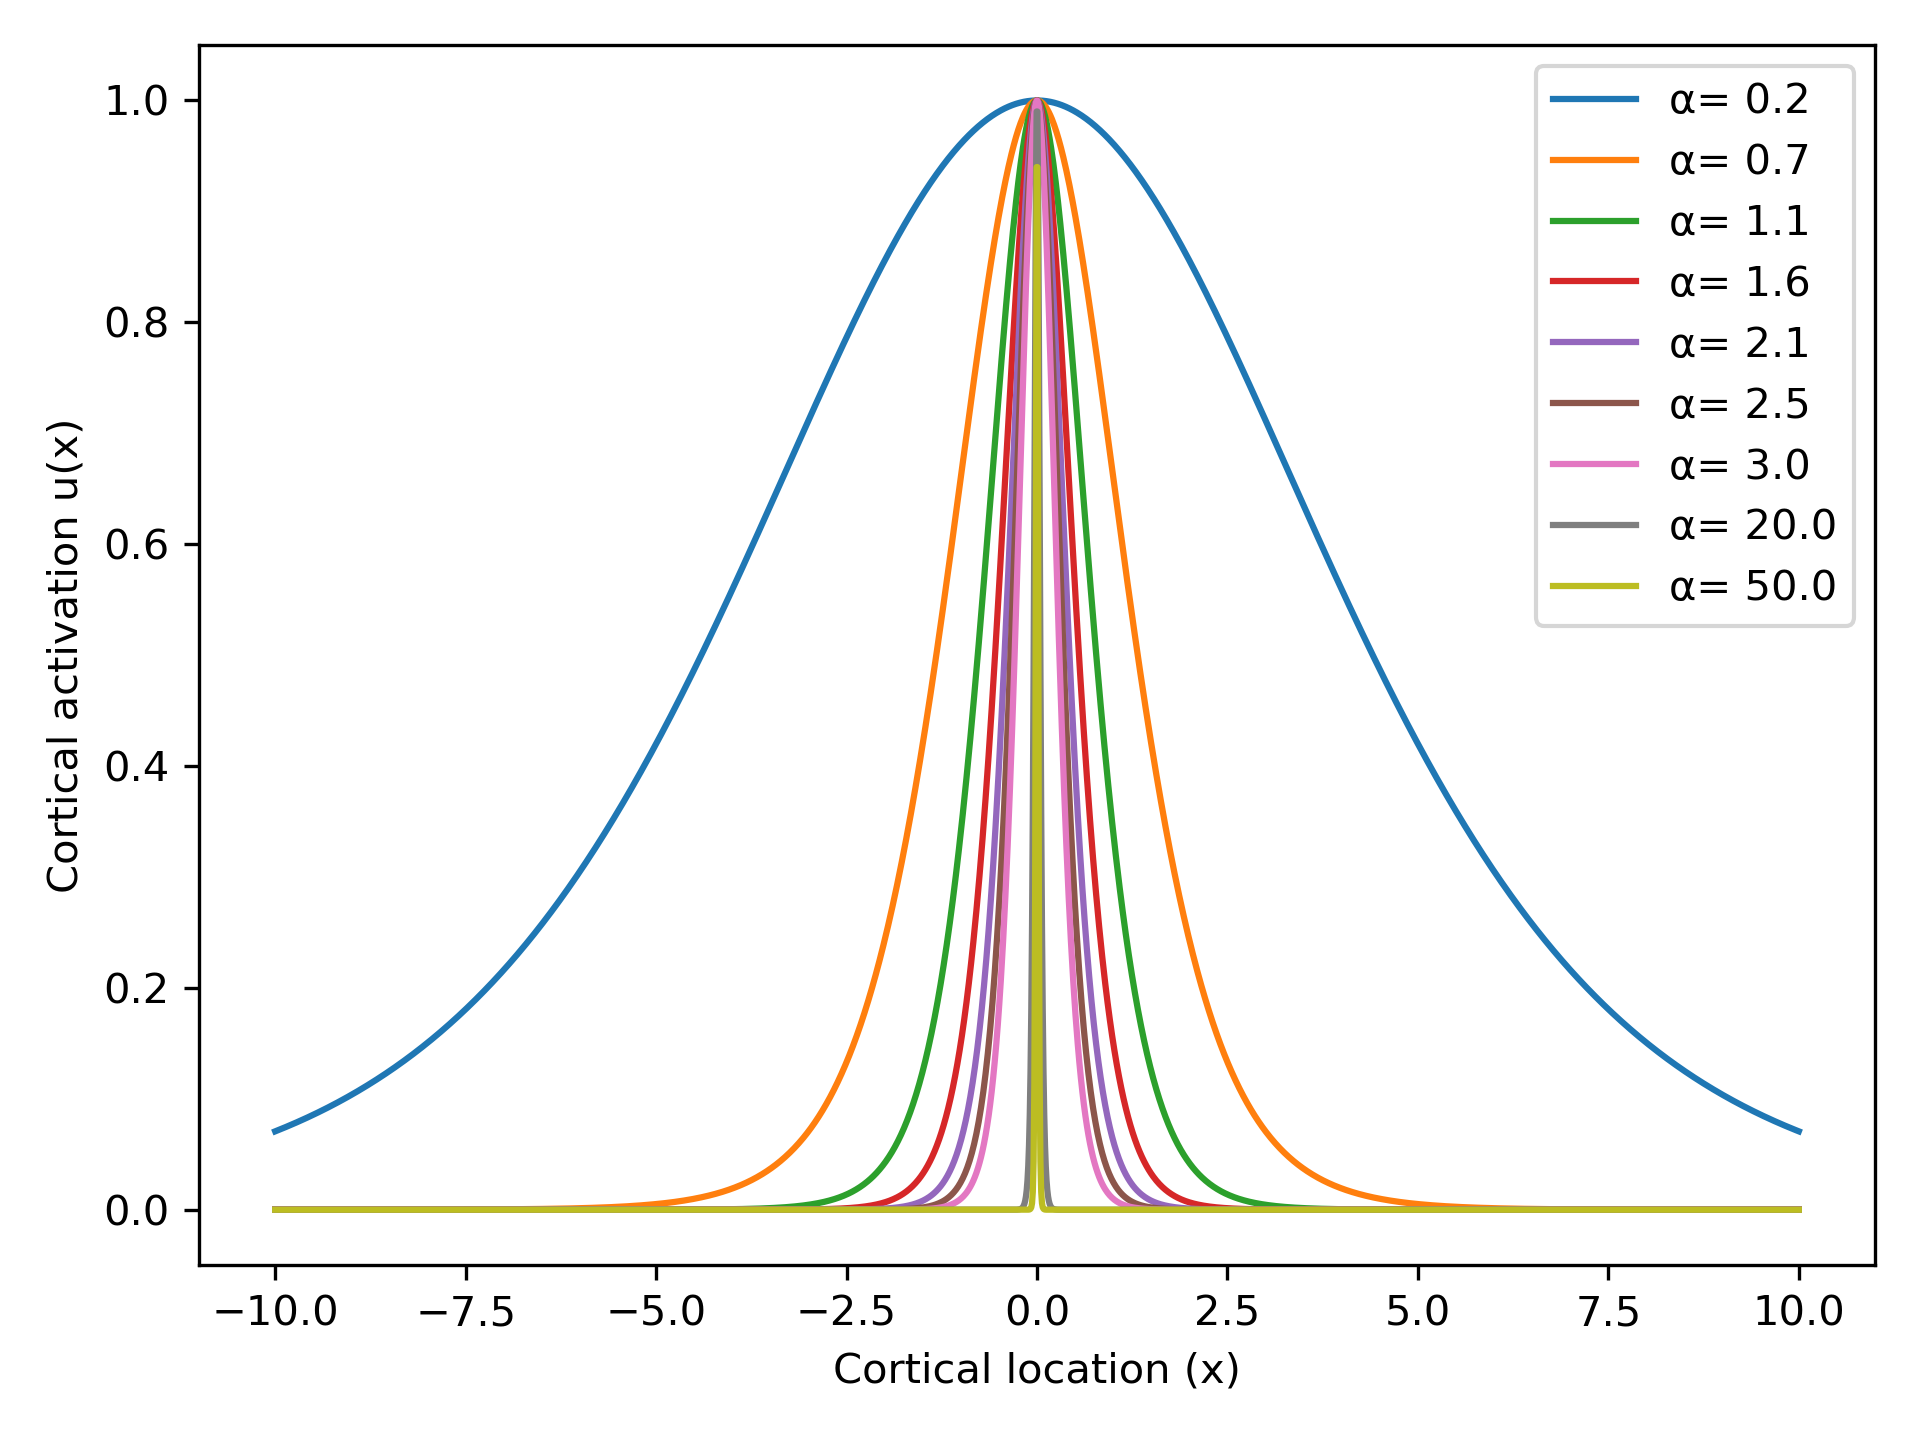 1.0
0.8
0.6
0.4
0.2
0.0
Cortical activation u(x)
−10.0 −7.5 −5.0 −2.5 0.0 2.5 5.0 7.5 10.0
Cortical location (x)
α= 0.2
α= 0.7
α= 1.1
α= 1.6
α= 2.1
α= 2.5
α= 3.0
α= 20.0
α= 50.0